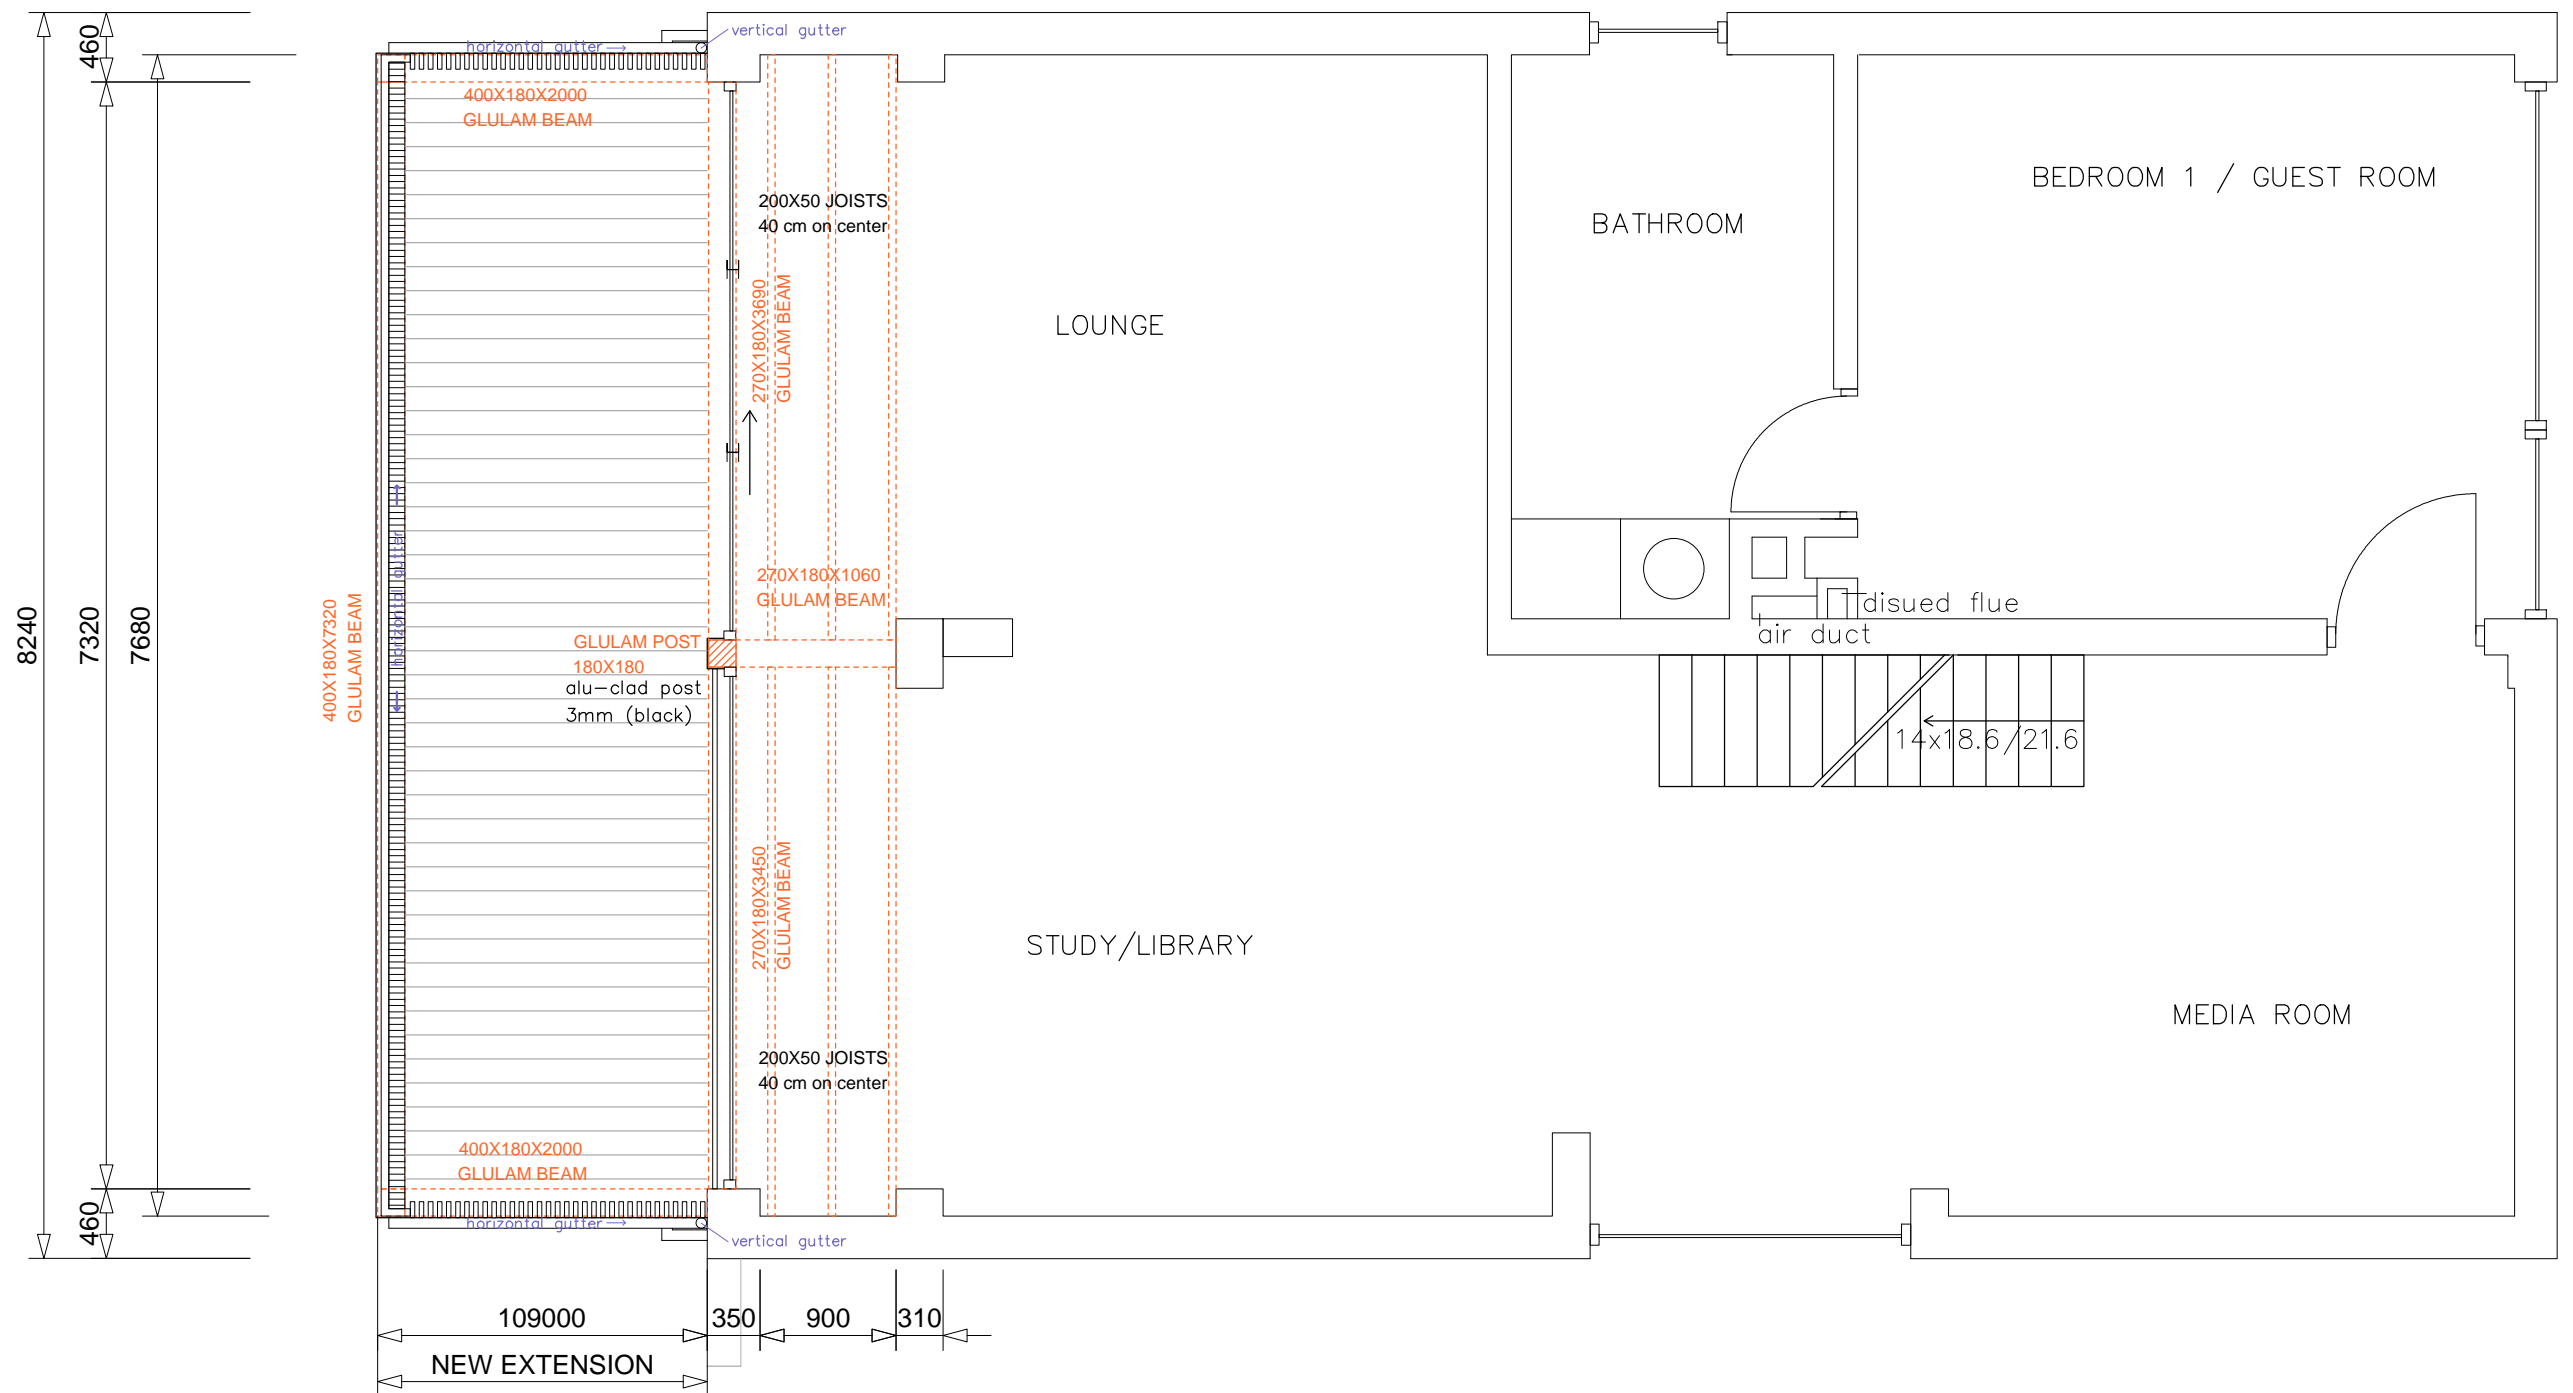 460
vertical gutter
horizontal gutter
400X180X2000
GLULAM BEAM
200X50 JOISTS
40 cm on center
BATHROOM
BEDROOM 1 / GUEST ROOM
270X180X3690
GLULAM BEAM
LOUNGE
8240
7320
7680
400X180X7320
GLULAM BEAM
horizontal gutter
270X180X1060
GLULAM BEAM
GLULAM POST
180X180
alu-clad post
3mm (black)
disued flue
air duct
14x18.6/21.6
270X180X3450
GLULAM BEAM
STUDY/LIBRARY
MEDIA ROOM
200X50 JOISTS
40 cm on center
400X180X2000
GLULAM BEAM
460
horizontal gutter
vertical gutter
109000
350
900
310
NEW EXTENSION